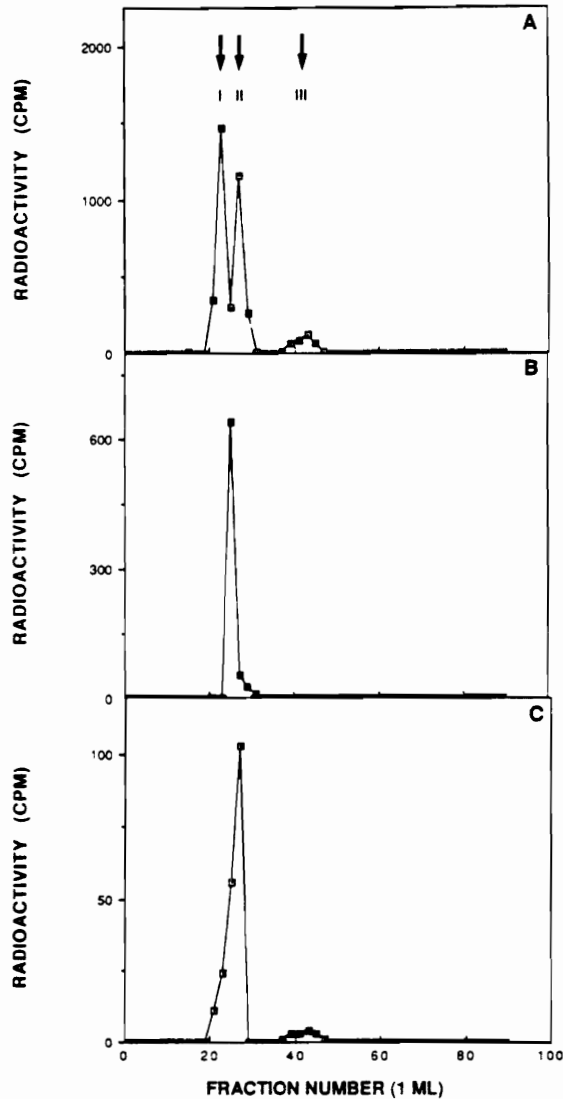 A
RADIOACTIVITY (CPM)
2000
1000
0
I II III
B
RADIOACTIVITY (CPM)
600
300
0
C
RADIOACTIVITY (CPM)
100
50
0
0 20 40 60 80 100
FRACTION NUMBER (1 ML)